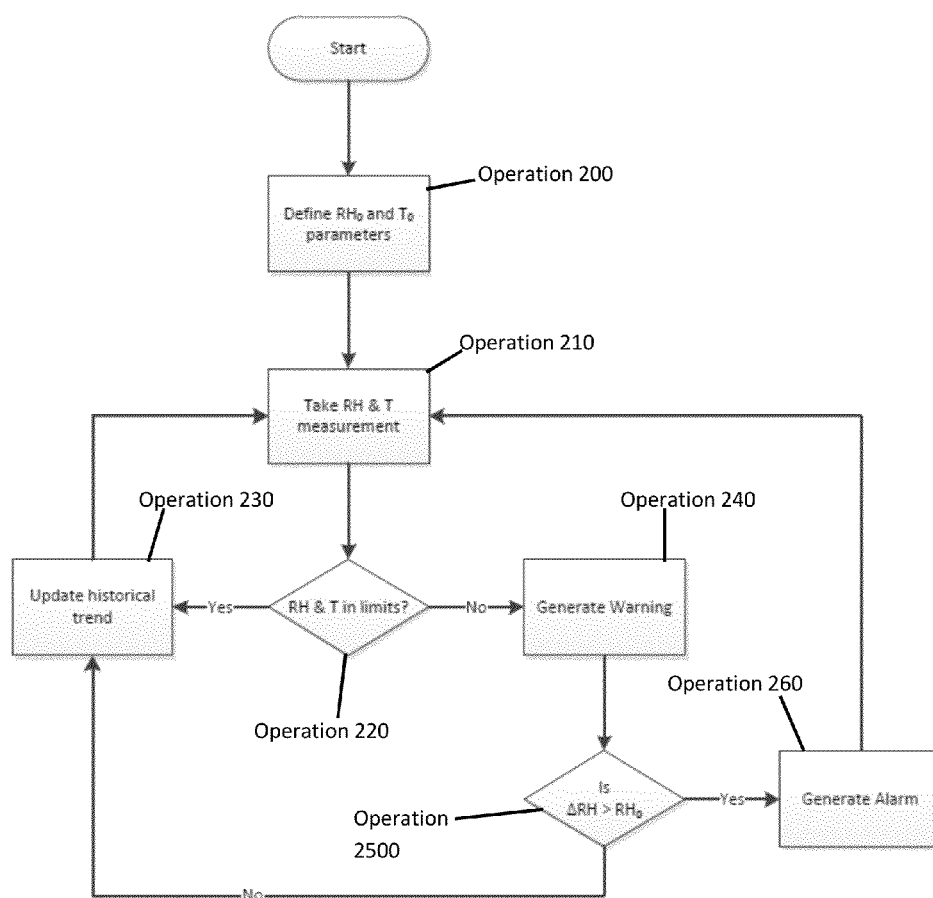 Start
Operation 200
Define RH₀ and T₀
parameters
Operation 210
Take RH & T
measurement
Operation 230
Operation 240
Update historical
trend
Yes
RH & T in limits?
No
Generate Warning
Operation 220
Operation 260
Is
ΔRH > RH₀
Yes
Generate Alarm
Operation
2500
No